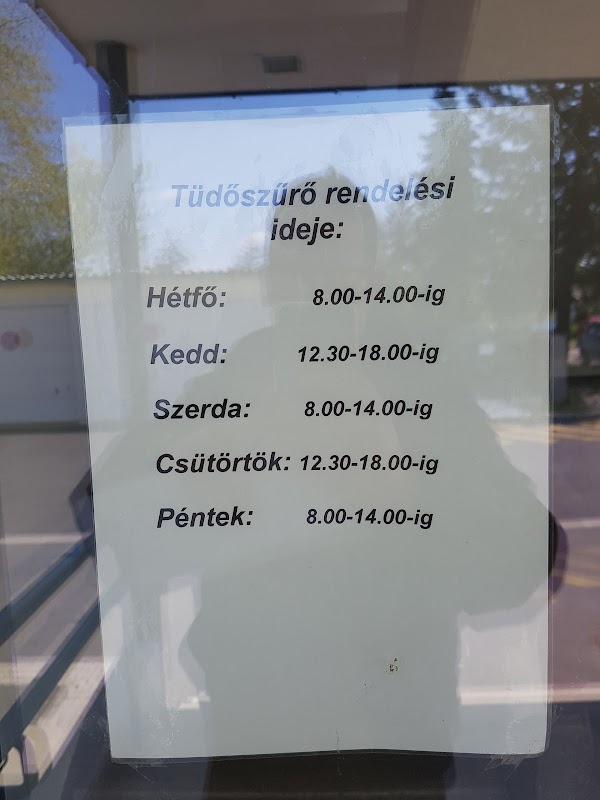 Tüdőszűrő rendelési
ideje:
Hétfő: 8.00-14.00-ig
Kedd: 12.30-18.00-ig
Szerda: 8.00-14.00-ig
Csütörtök: 12.30-18.00-ig
Péntek: 8.00-14.00-ig